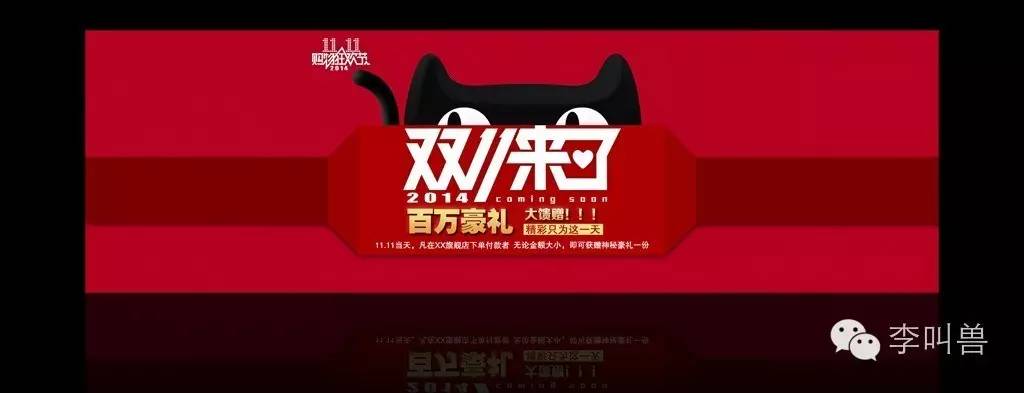 11.11
购物狂欢节
2014
双11来了
2014 coming soon
百万豪礼
大馈赠！！！
精彩只为这一天
11.11当天，凡在XX旗舰店下单付款者 无论金额大小，即可获赠神秘豪礼一份
李叫兽